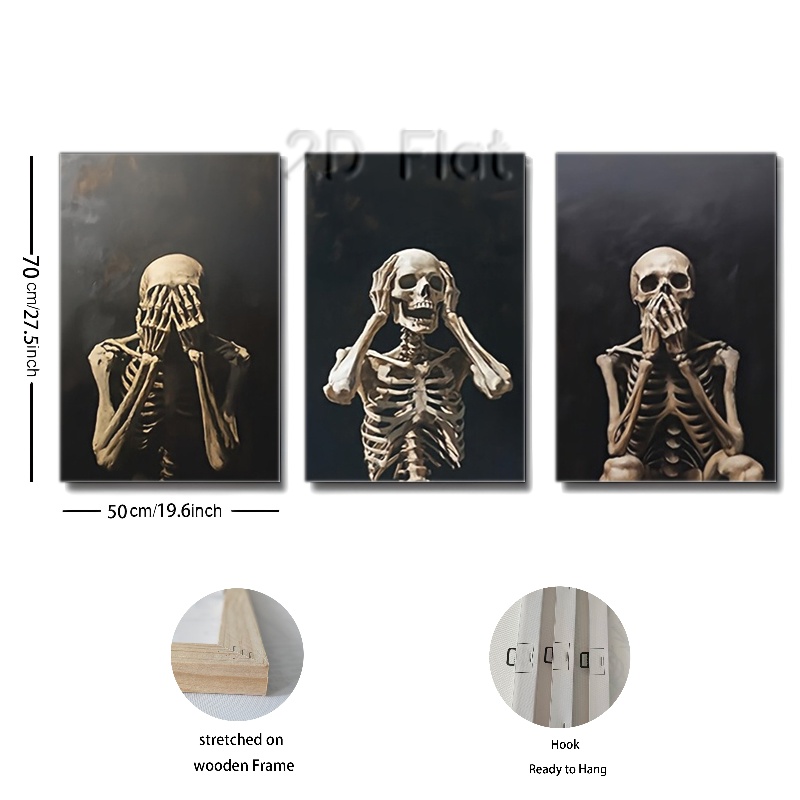 2D Flat
70 cm/27.5inch
50cm/19.6inch
stretched on
wooden Frame
Hook
Ready to Hang